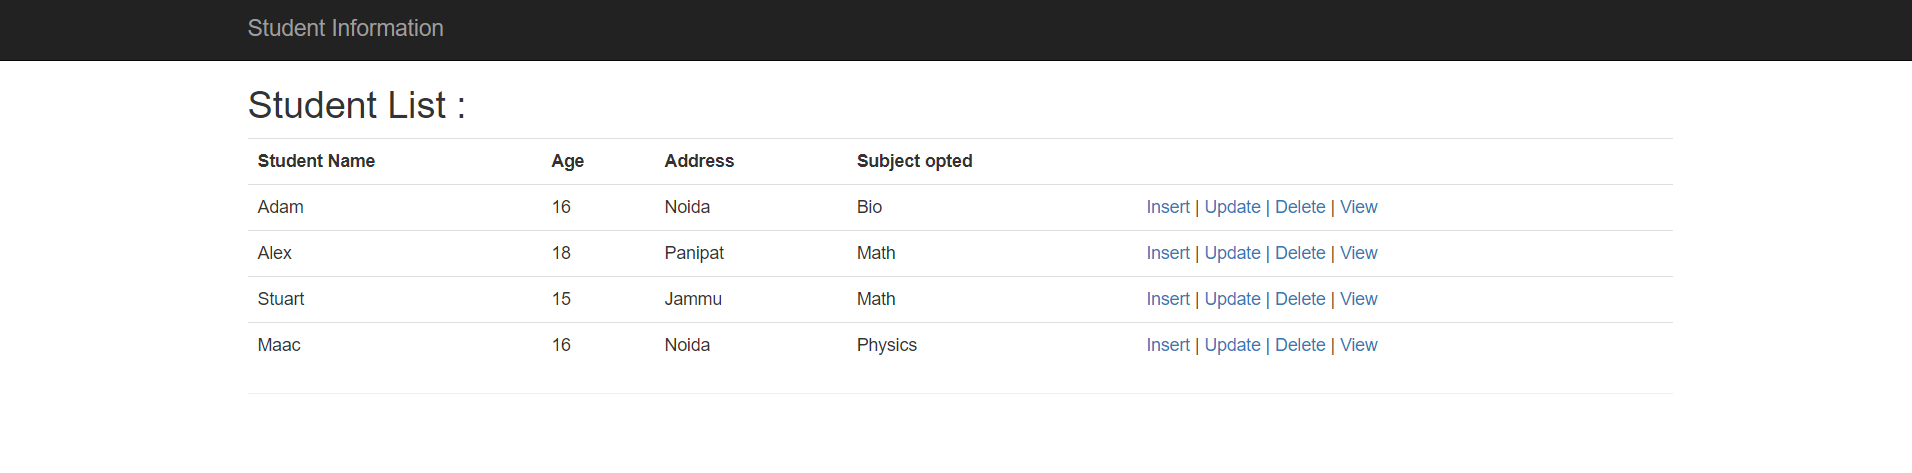 Student Information
Student List :
Student Name Age Address Subject opted
Adam 16 Noida Bio Insert | Update | Delete | View
Alex 18 Panipat Math Insert | Update | Delete | View
Stuart 15 Jammu Math Insert | Update | Delete | View
Maac 16 Noida Physics Insert | Update | Delete | View